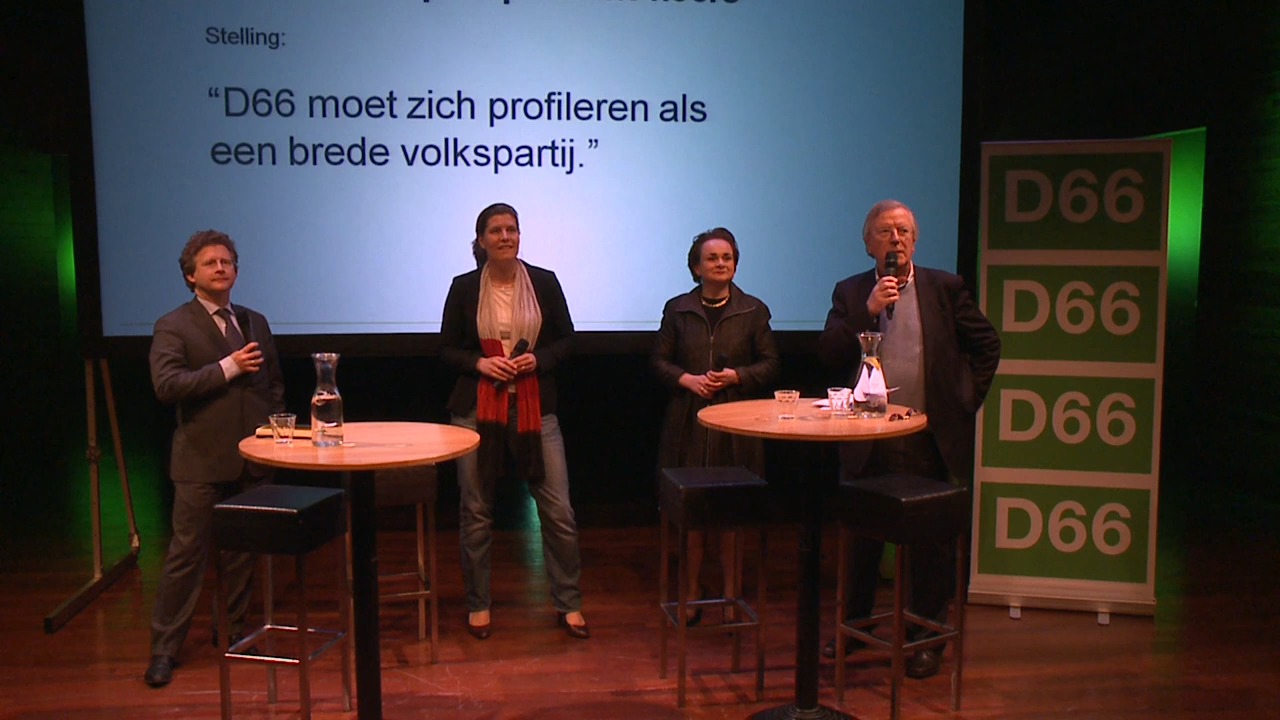 Stelling:
“D66 moet zich profileren als
een brede volkspartij.”
D66
D66
D66
D66